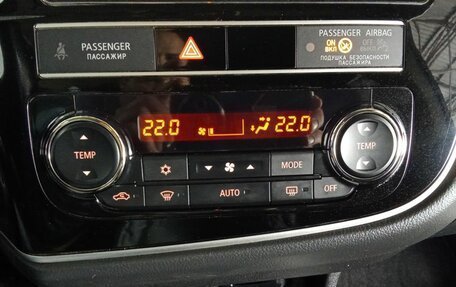 PASSENGER
ПАССАЖИР
PASSENGER AIRBAG
ON OFF
ВКЛ ВЫКЛ
ПОДУШКА БЕЗОПАСНОСТИ
ПАССАЖИРА
22.0 22.0
TEMP
TEMP
MODE
AUTO
OFF